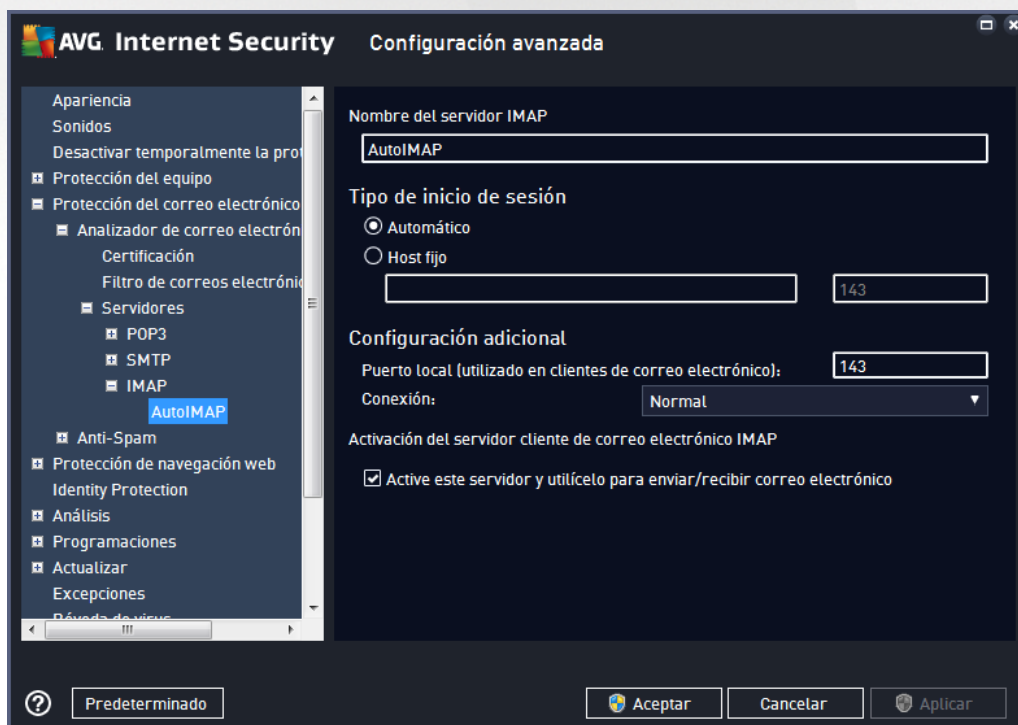 AVG. Internet Security Configuración avanzada
Apariencia
Sonidos
Desactivar temporalmente la prot
Protección del equipo
Protección del correo electrónico
Analizador de correo electrón
Certificación
Filtro de correos electrónic
Servidores
POP3
SMTP
IMAP
AutoIMAP
Anti-Spam
Protección de navegación web
Identity Protection
Análisis
Programaciones
Actualizar
Excepciones
Bóveda de virus
Nombre del servidor IMAP
AutoIMAP
Tipo de inicio de sesión
Automático
Host fijo
143
Configuración adicional
Puerto local (utilizado en clientes de correo electrónico): 143
Conexión: Normal
Activación del servidor cliente de correo electrónico IMAP
Active este servidor y utilícelo para enviar/recibir correo electrónico
? Predeterminado Aceptar Cancelar Aplicar